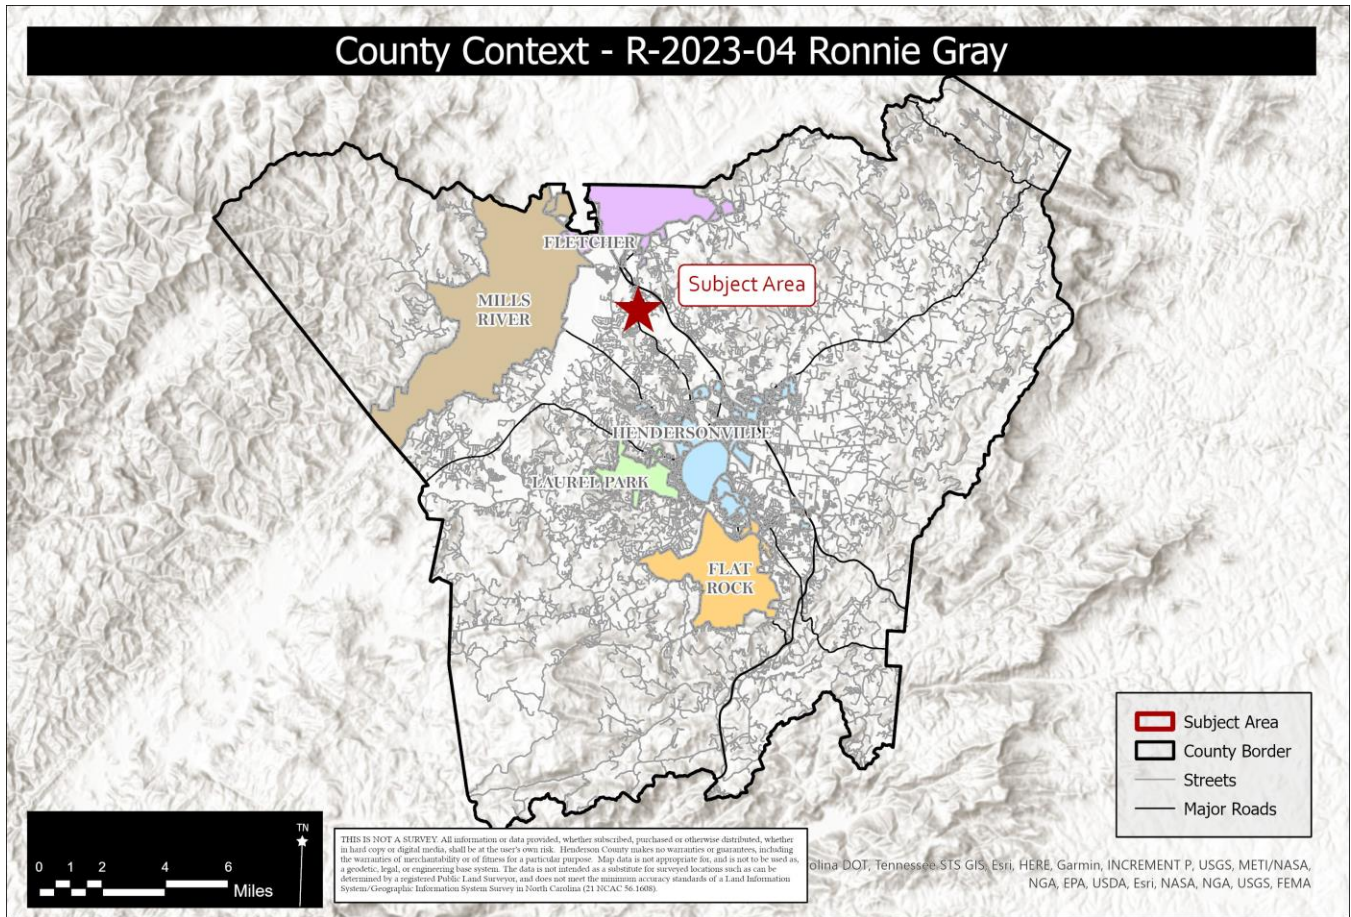 County Context - R-2023-04 Ronnie Gray
FLETCHER
Subject Area
MILLS
RIVER
HENDERSONVILLE
LAUREL PARK
FLAT
ROCK
Subject Area
County Border
Streets
Major Roads
TN
0 1 2 4 6
Miles
THIS IS NOT A SURVEY. All information or data provided, whether subscribed, purchased or otherwise distributed, whether
in hard copy or digital media, shall be at the user's own risk. Henderson County makes no warranties or guarantees, including
the warranties of merchantability or of fitness for a particular purpose. Map data is not appropriate for, and is not to be used as,
a geodetic, legal, or engineering base system. The data is not intended as a substitute for surveyed locations such as can be
determined by a registered Public Land Surveyor, and does not meet the minimum accuracy standards of a Land Information
System/Geographic Information System Survey in North Carolina (21 NCAC 56.1608).
olina DOT, Tennessee STS GIS, Esri, HERE, Garmin, INCREMENT P, USGS, METI/NASA,
NGA, EPA, USDA, Esri, NASA, NGA, USGS, FEMA